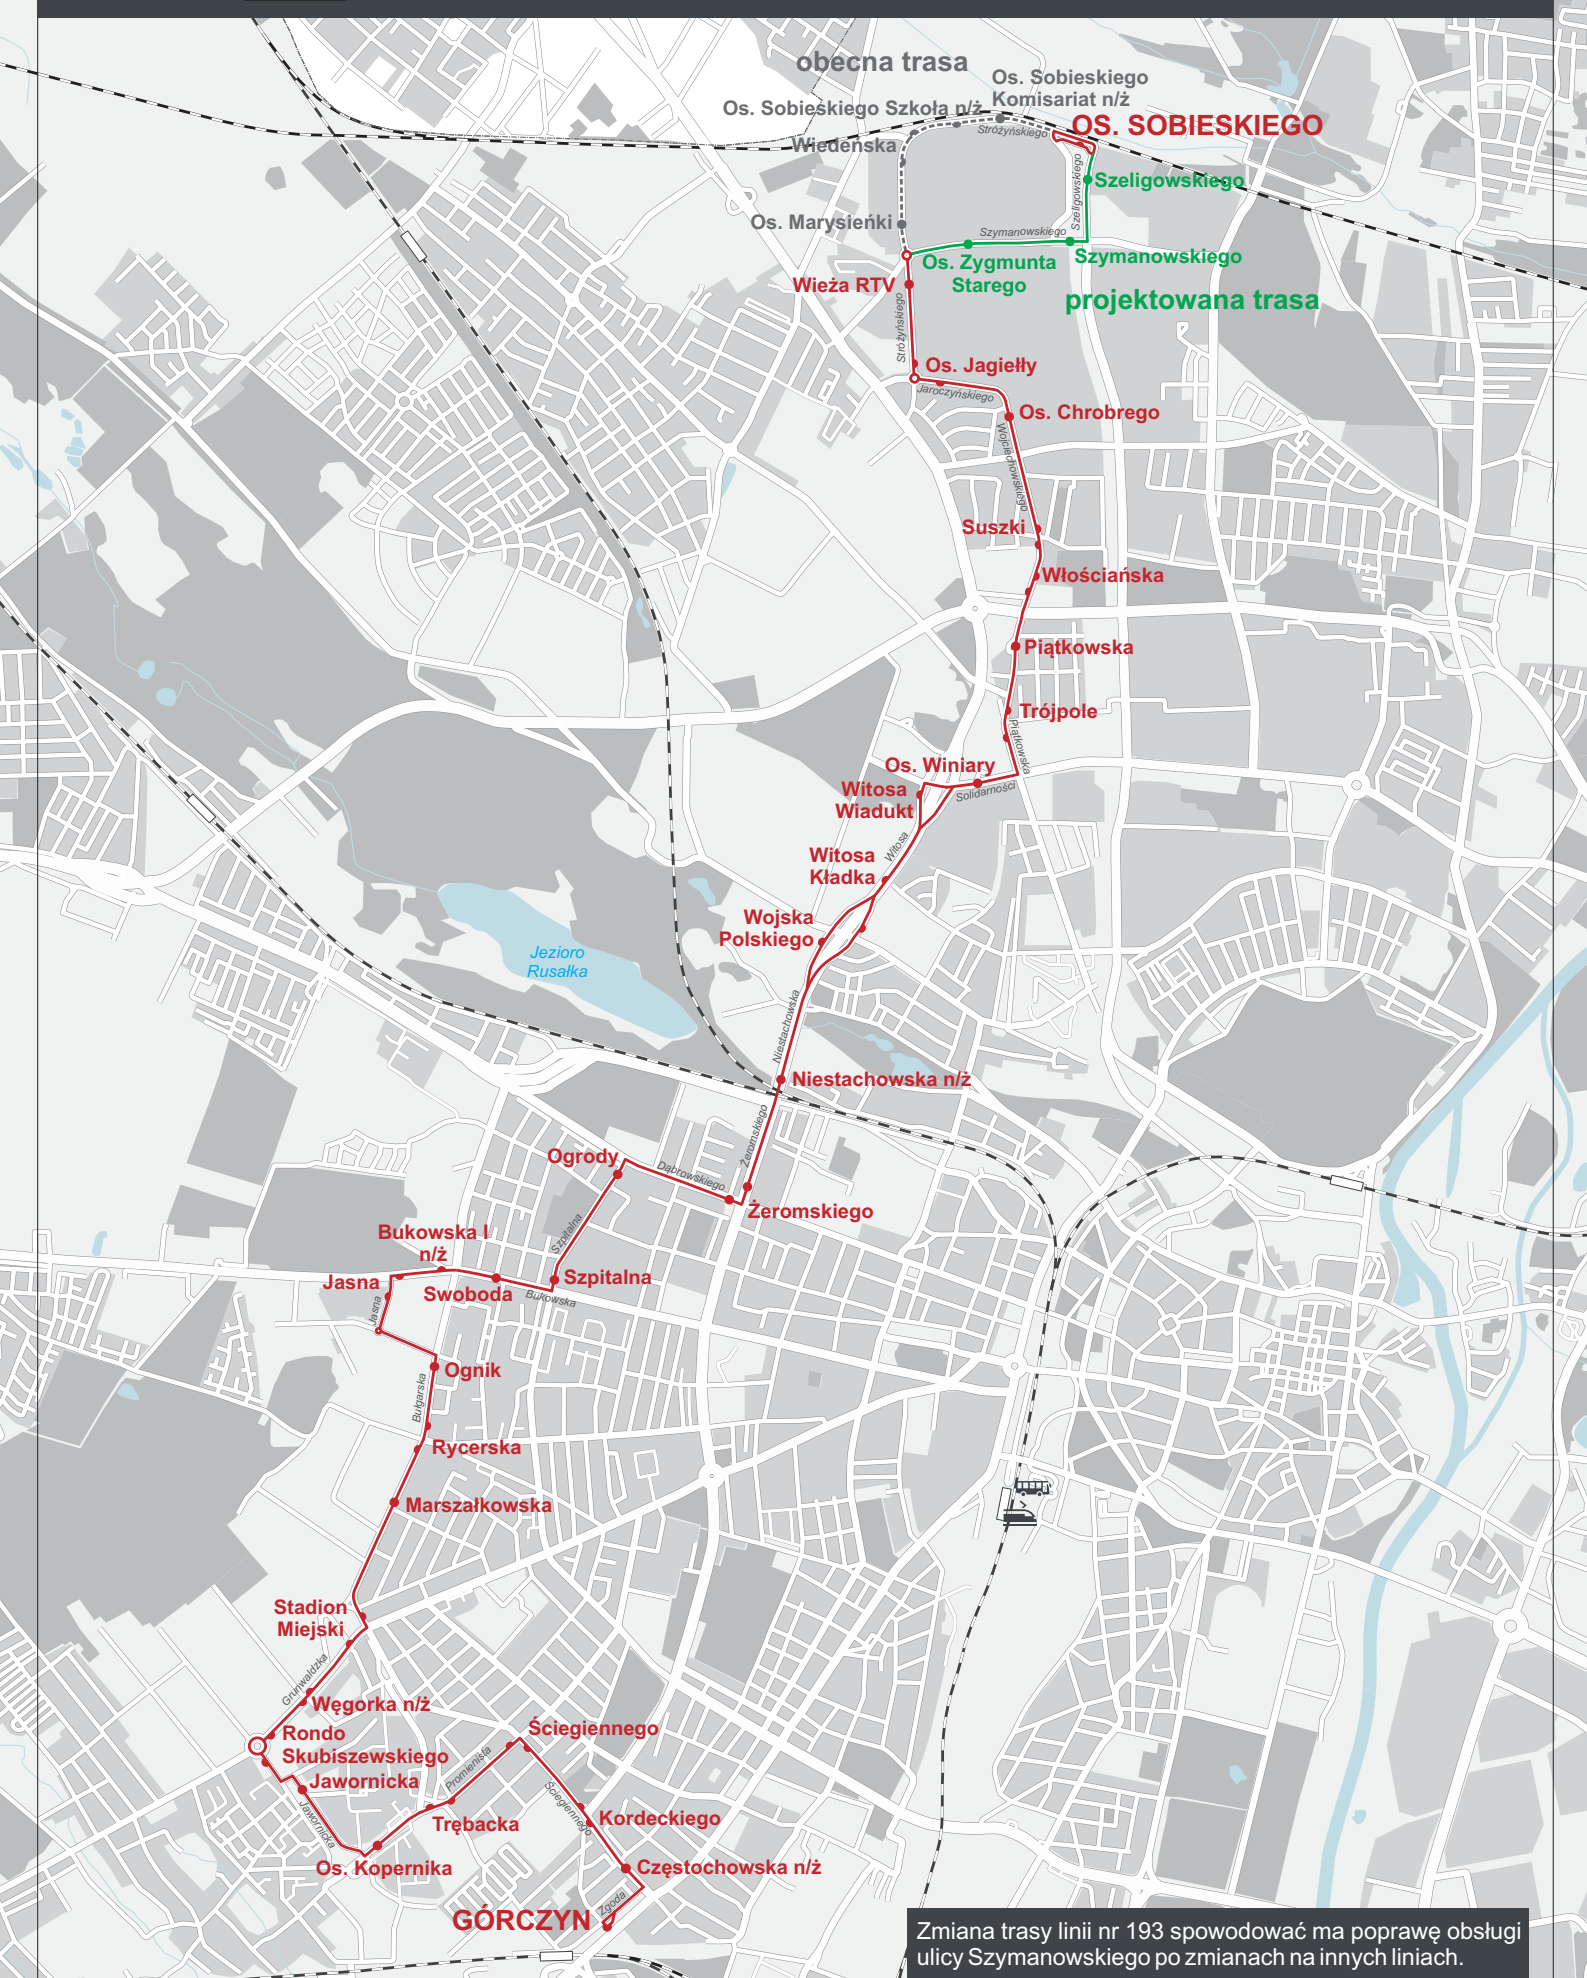 obecna trasa
Os. Sobieskiego
Komisariat n/ż
Os. Sobieskiego Szkoła n/ż
OS. SOBIESKIEGO
Stróżyńskiego
Wiedeńska
Szeligowskiego
Szeligowskiego
Os. Marysieńki
Szymanowskiego
Szymanowskiego
Os. Zygmunta
Starego
Wieża RTV
projektowana trasa
Stróżyńskiego
Os. Jagiełły
Jaroczyńskiego
Os. Chrobrego
Wojciechowskiego
Suszki
Włościańska
Piątkowska
Trójpole
Piątkowska
Os. Winiary
Solidarności
Witosa
Wiadukt
Witosa
Witosa
Kładka
Wojska
Polskiego
Jezioro
Rusałka
Niestachowska
Niestachowska n/ż
Żeromskiego
Ogrody
Dąbrowskiego
Żeromskiego
Szpitalna
Bukowska I
n/ż
Szpitalna
Jasna
Swoboda
Bukowska
Jasna
Ognik
Bułgarska
Rycerska
Marszałkowska
Stadion
Miejski
Grunwaldzka
Węgorka n/ż
Rondo
Skubiszewskiego
Ściegiennego
Jawornicka
Promienista
Jawornicka
Ściegiennego
Trębacka
Kordeckiego
Os. Kopernika
Częstochowska n/ż
Zgoda
GÓRCZYN
Zmiana trasy linii nr 193 spowodować ma poprawę obsługi
ulicy Szymanowskiego po zmianach na innych liniach.